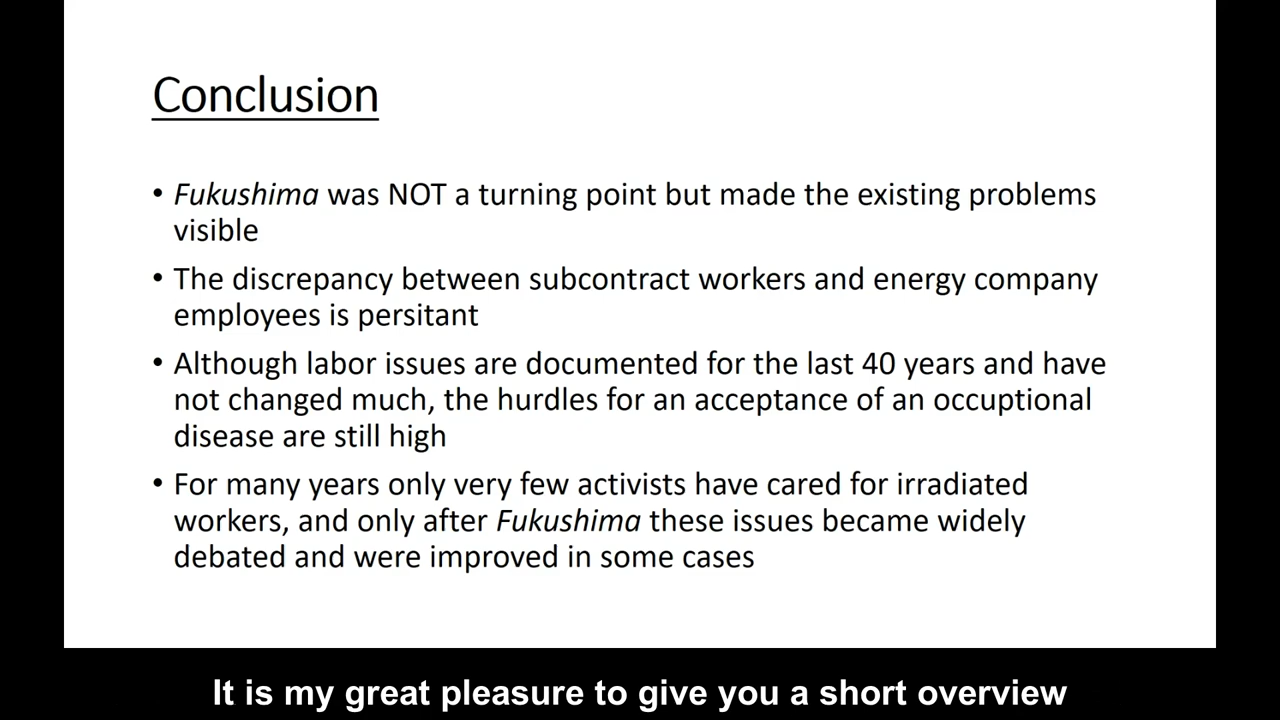 Conclusion
• Fukushima was NOT a turning point but made the existing problems
visible
• The discrepancy between subcontract workers and energy company
employees is persitant
• Although labor issues are documented for the last 40 years and have
not changed much, the hurdles for an acceptance of an occuptional
disease are still high
• For many years only very few activists have cared for irradiated
workers, and only after Fukushima these issues became widely
debated and were improved in some cases
It is my great pleasure to give you a short overview